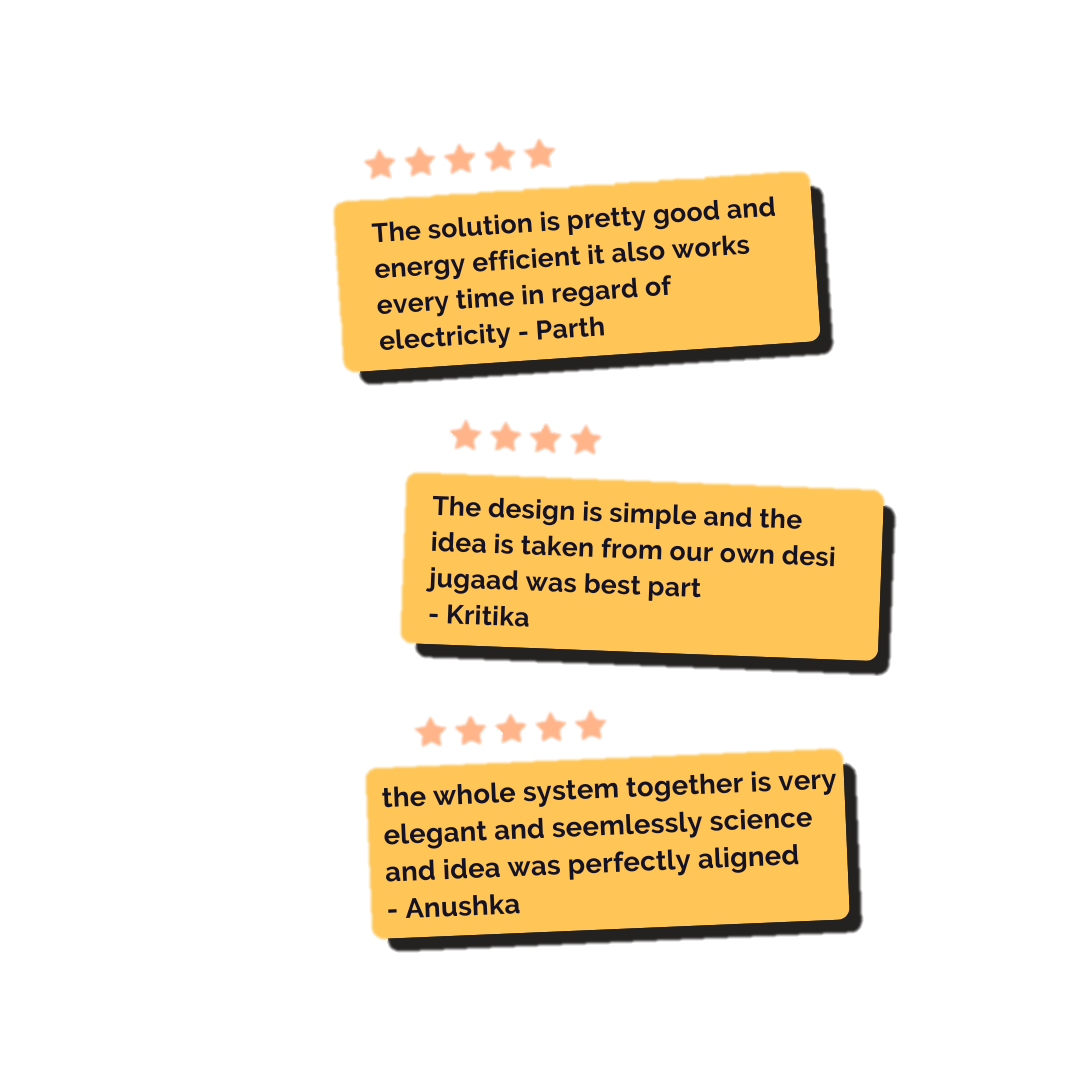 The solution is pretty good and
energy efficient it also works
every time in regard of
electricity - Parth
The design is simple and the
idea is taken from our own desi
jugaad was best part
- Kritika
the whole system together is very
elegant and seemlessly science
and idea was perfectly aligned
- Anushka